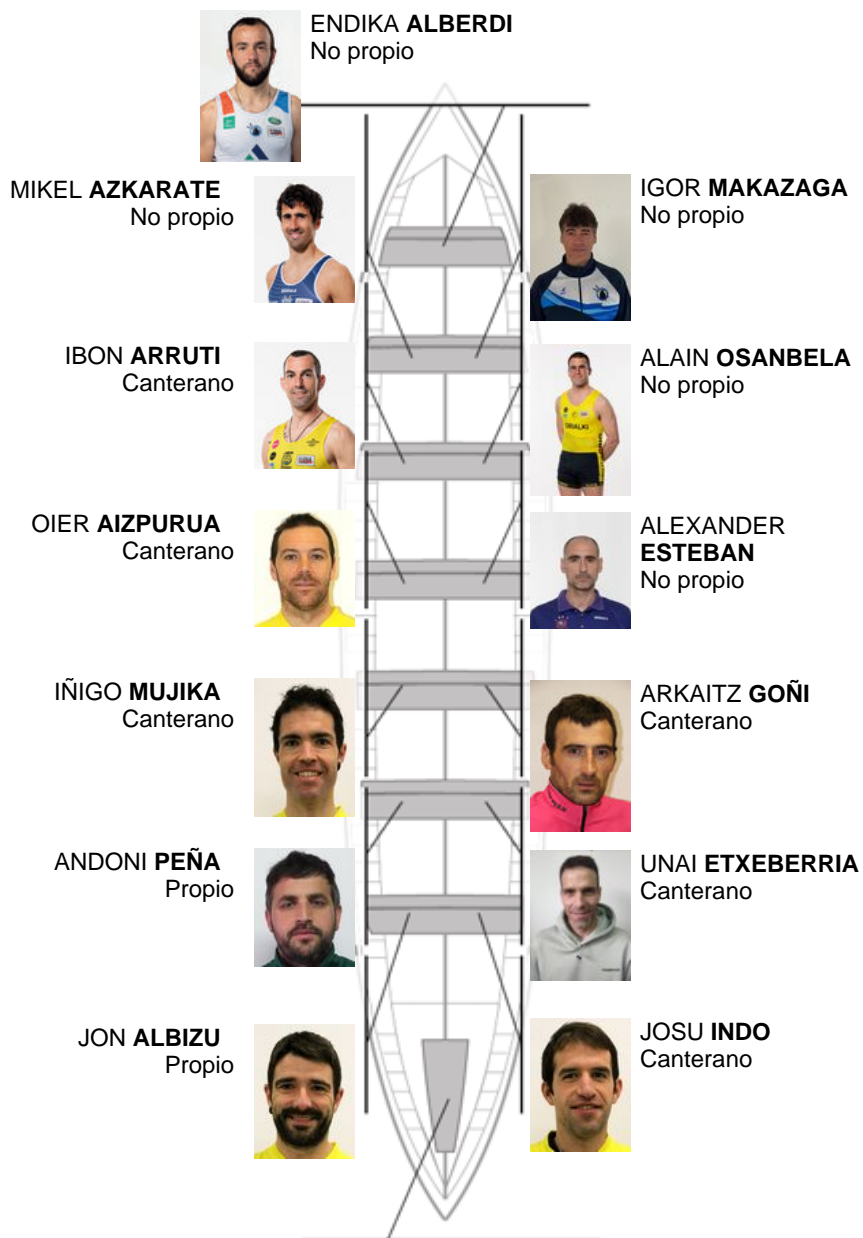 ENDIKA ALBERDI
No propio
MIKEL AZKARATE
No propio
IGOR MAKAZAGA
No propio
IBON ARRUTI
Canterano
ALAIN OSANBELA
No propio
OIER AIZPURUA
Canterano
ALEXANDER
ESTEBAN
No propio
IÑIGO MUJIKA
Canterano
ARKAITZ GOÑI
Canterano
ANDONI PEÑA
Propio
UNAI ETXEBERRIA
Canterano
JON ALBIZU
Propio
JOSU INDO
Canterano